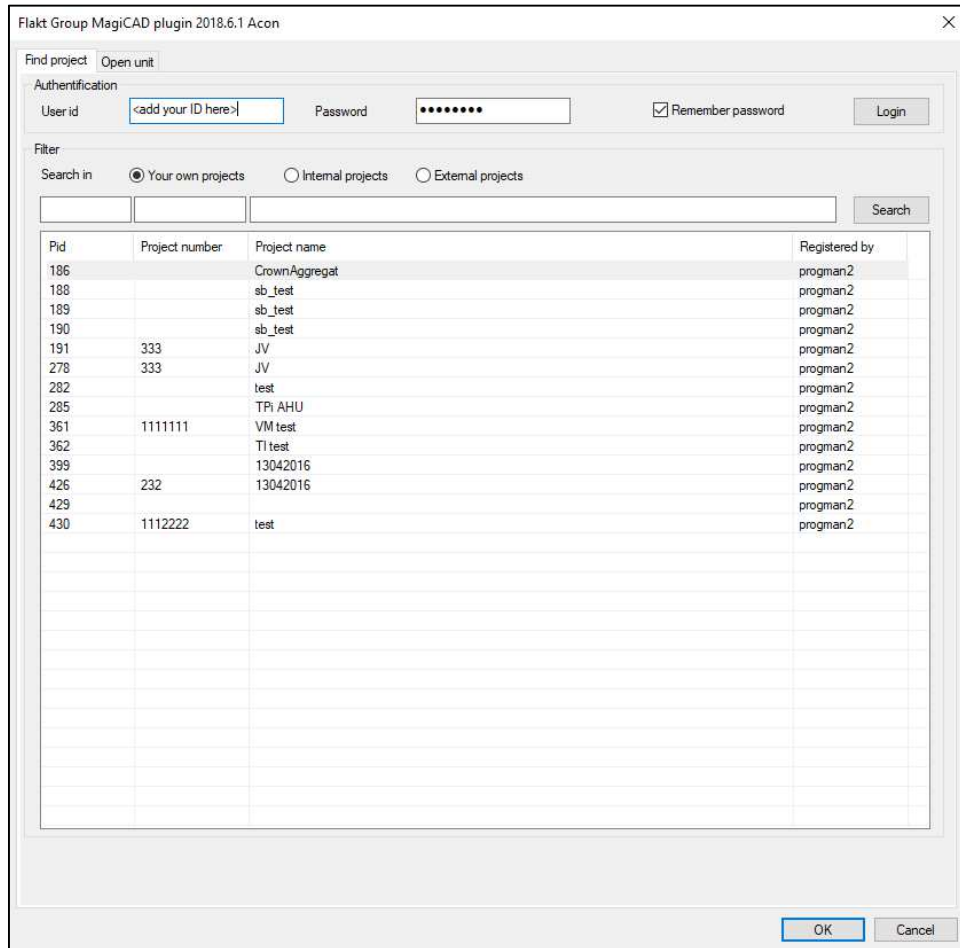 Flakt Group MagiCAD plugin 2018.6.1 Acon
Find project Open unit
Authentification
User id <add your ID here> Password ●●●●●●●● Remember password Login
Filter
Search in Your own projects Internal projects External projects
Search
Pid Project number Project name Registered by
186 CrownAggregat progman2
188 sb_test progman2
189 sb_test progman2
190 sb_test progman2
191 333 JV progman2
278 333 JV progman2
282 test progman2
285 TPi AHU progman2
361 1111111 VM test progman2
362 TI test progman2
399 13042016 progman2
426 232 13042016 progman2
429 progman2
430 1112222 test progman2
OK Cancel